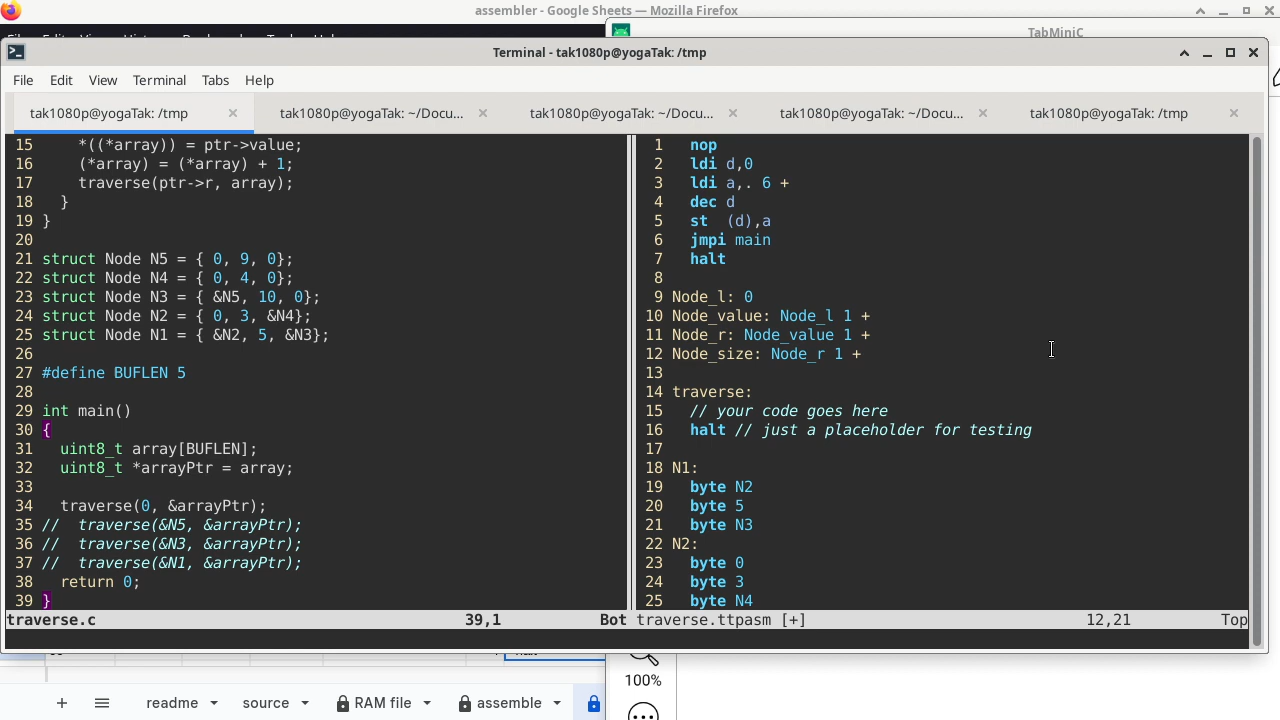 assembler - Google Sheets — Mozilla Firefox
TabMiniC
Terminal - tak1080p@yogaTak: /tmp
File Edit View Terminal Tabs Help
tak1080p@yogaTak: /tmp
tak1080p@yogaTak: ~/Docu...
tak1080p@yogaTak: ~/Docu...
tak1080p@yogaTak: ~/Docu...
tak1080p@yogaTak: /tmp
15 *((*array)) = ptr->value;
16 (*array) = (*array) + 1;
17 traverse(ptr->r, array);
18 }
19 }
20
21 struct Node N5 = { 0, 9, 0};
22 struct Node N4 = { 0, 4, 0};
23 struct Node N3 = { &N5, 10, 0};
24 struct Node N2 = { 0, 3, &N4};
25 struct Node N1 = { &N2, 5, &N3};
26
27 #define BUFLEN 5
28
29 int main()
30 {
31 uint8_t array[BUFLEN];
32 uint8_t *arrayPtr = array;
33
34 traverse(0, &arrayPtr);
35 // traverse(&N5, &arrayPtr);
36 // traverse(&N3, &arrayPtr);
37 // traverse(&N1, &arrayPtr);
38 return 0;
39 }
traverse.c 39,1 Bot
1 nop
2 ldi d,0
3 ldi a,. 6 +
4 dec d
5 st (d),a
6 jmpi main
7 halt
8
9 Node_l: 0
10 Node_value: Node_l 1 +
11 Node_r: Node_value 1 +
12 Node_size: Node_r 1 +
13
14 traverse:
15 // your code goes here
16 halt // just a placeholder for testing
17
18 N1:
19 byte N2
20 byte 5
21 byte N3
22 N2:
23 byte 0
24 byte 3
25 byte N4
traverse.ttpasm [+] 12,21 Top
100%
readme source RAM file assemble